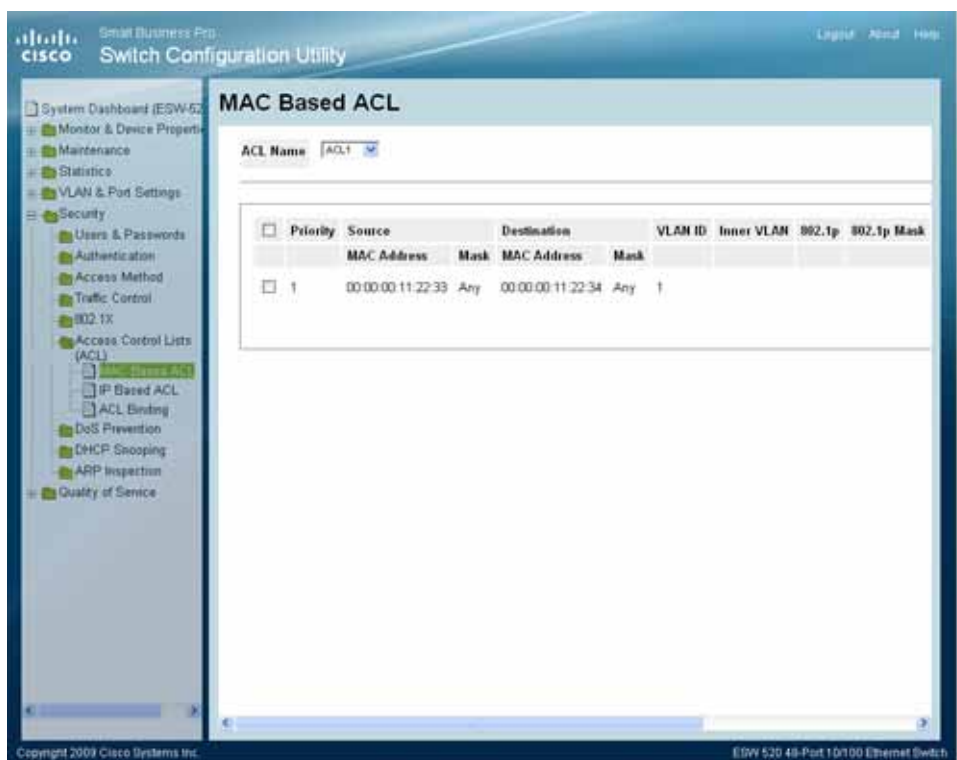 Small Business Pro
cisco Switch Configuration Utility
Logout About Help
System Dashboard (ESW-52
Monitor & Device Properti
Maintenance
Statistics
VLAN & Port Settings
Security
Users & Passwords
Authentication
Access Method
Traffic Control
802.1X
Access Control Lists
(ACL)
MAC Based ACL
IP Based ACL
ACL Binding
DoS Prevention
DHCP Snooping
ARP Inspection
Quality of Service
MAC Based ACL
ACL Name ACL1
Priority Source Destination VLAN ID Inner VLAN 802.1p 802.1p Mask
MAC Address Mask MAC Address Mask
1 00:00:00:11:22:33 Any 00:00:00:11:22:34 Any 1
Copyright 2009 Cisco Systems Inc.
ESW 520 48-Port 10/100 Ethernet Switch